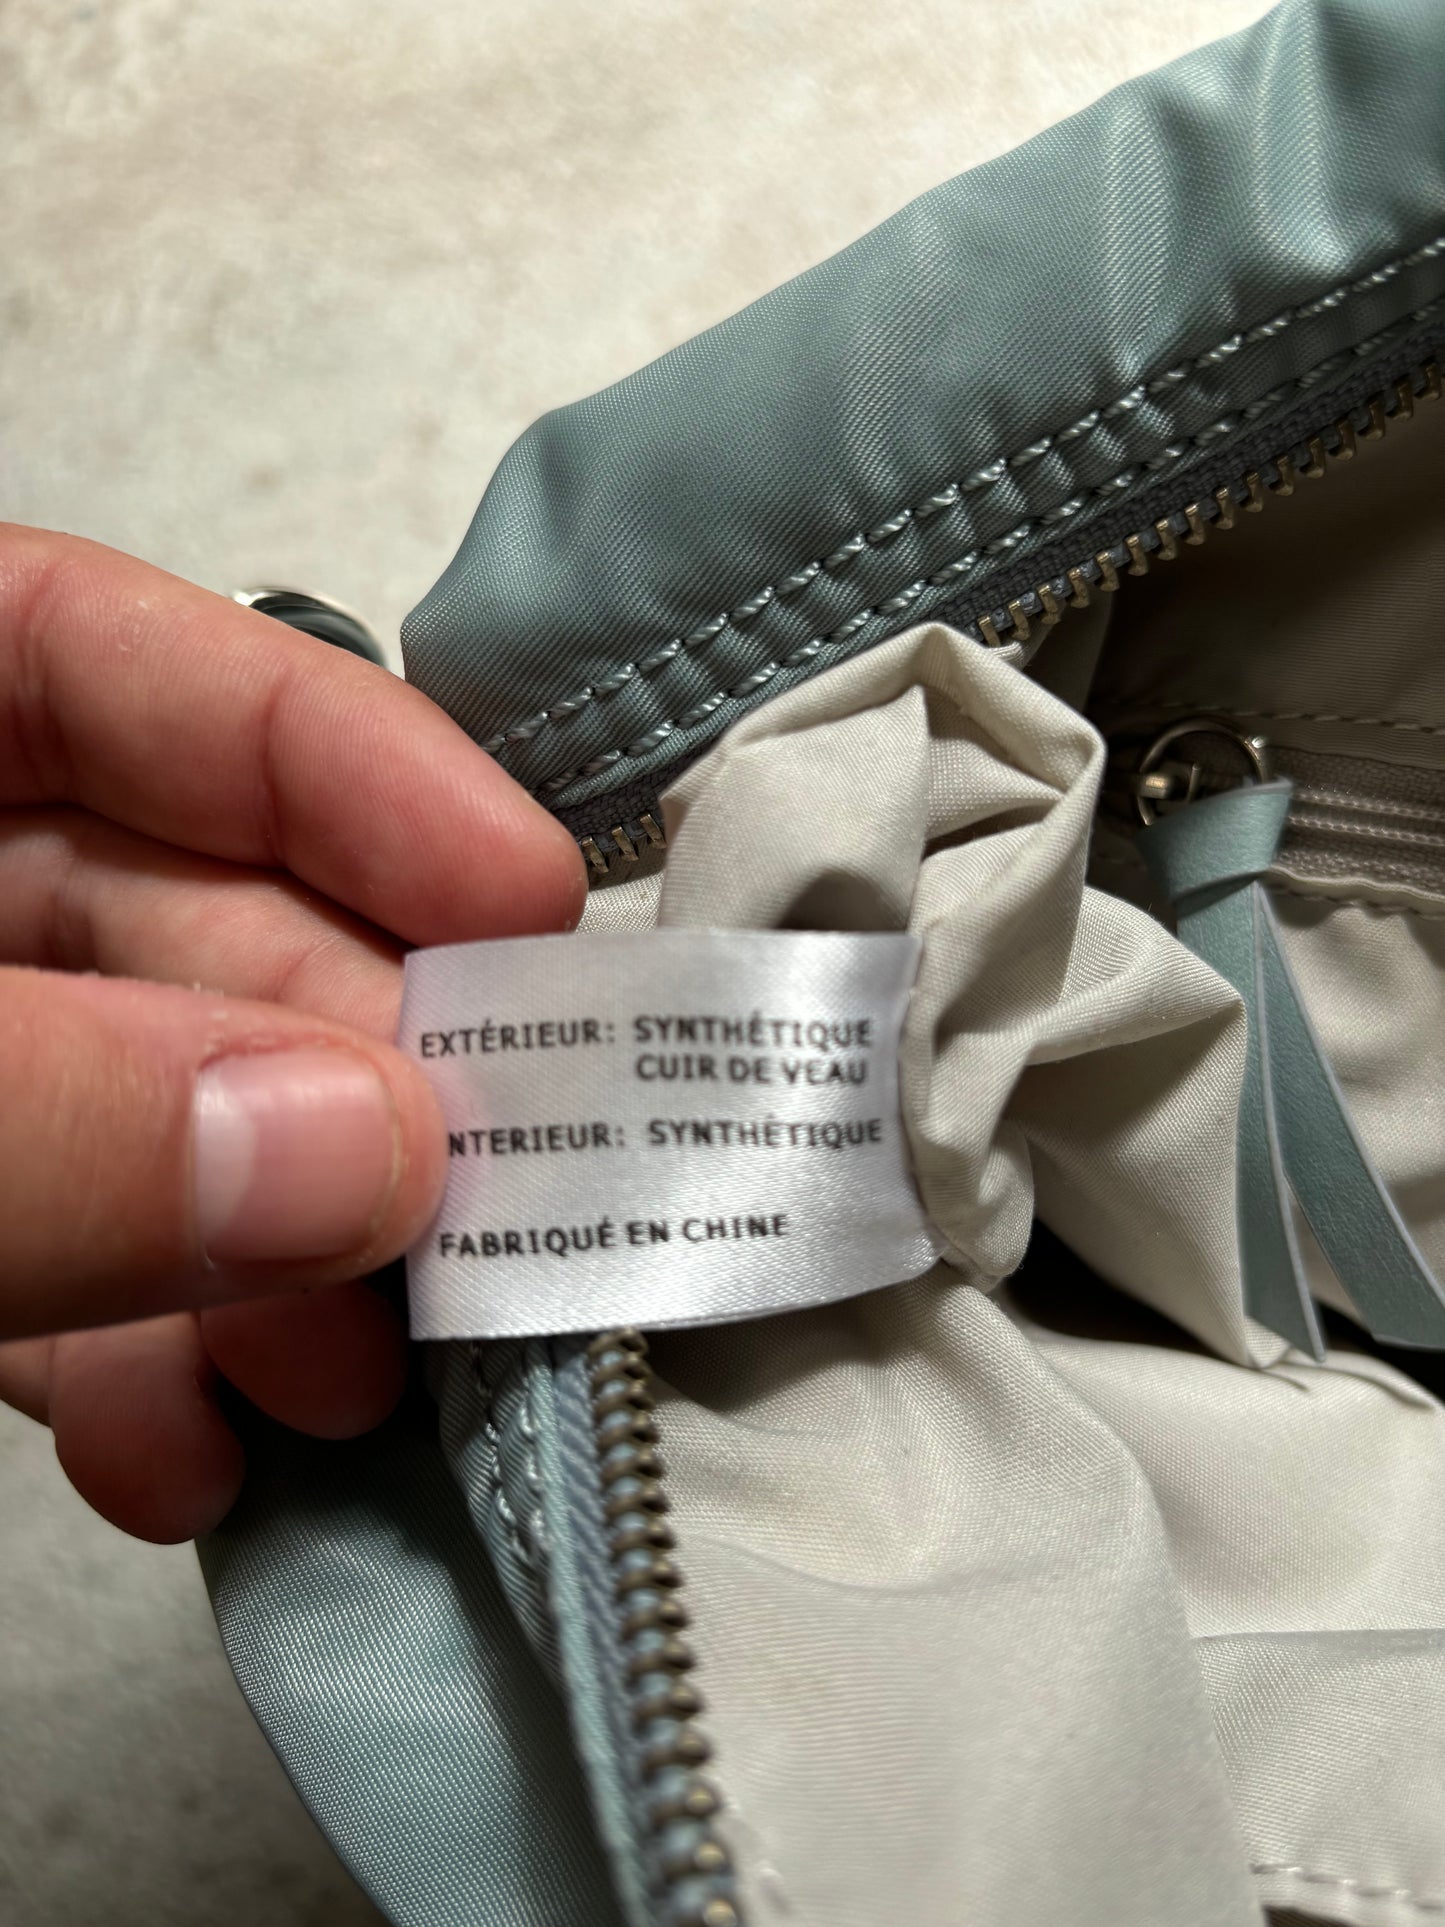 EXTÉRIEUR: SYNTHÉTIQUE
CUIR DE VEAU
NTERIEUR: SYNTHÉTIQUE
FABRIQUÉ EN CHINE